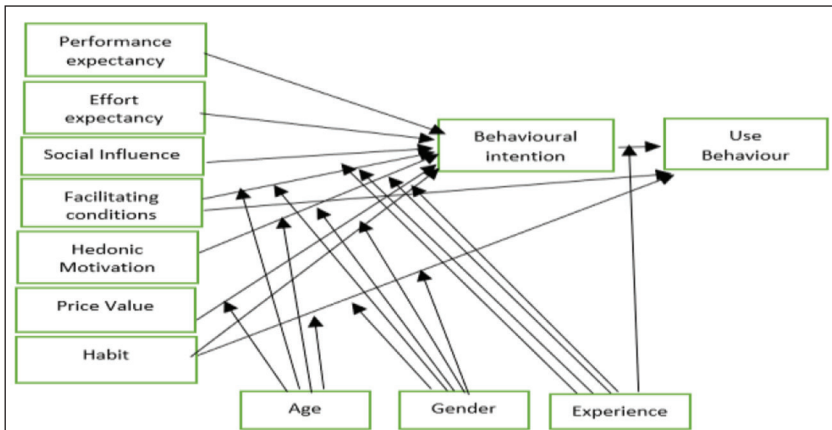 Performance
expectancy
Effort
expectancy
Social Influence
Facilitating
conditions
Hedonic
Motivation
Price Value
Habit
Behavioural
intention
Use
Behaviour
Age
Gender
Experience